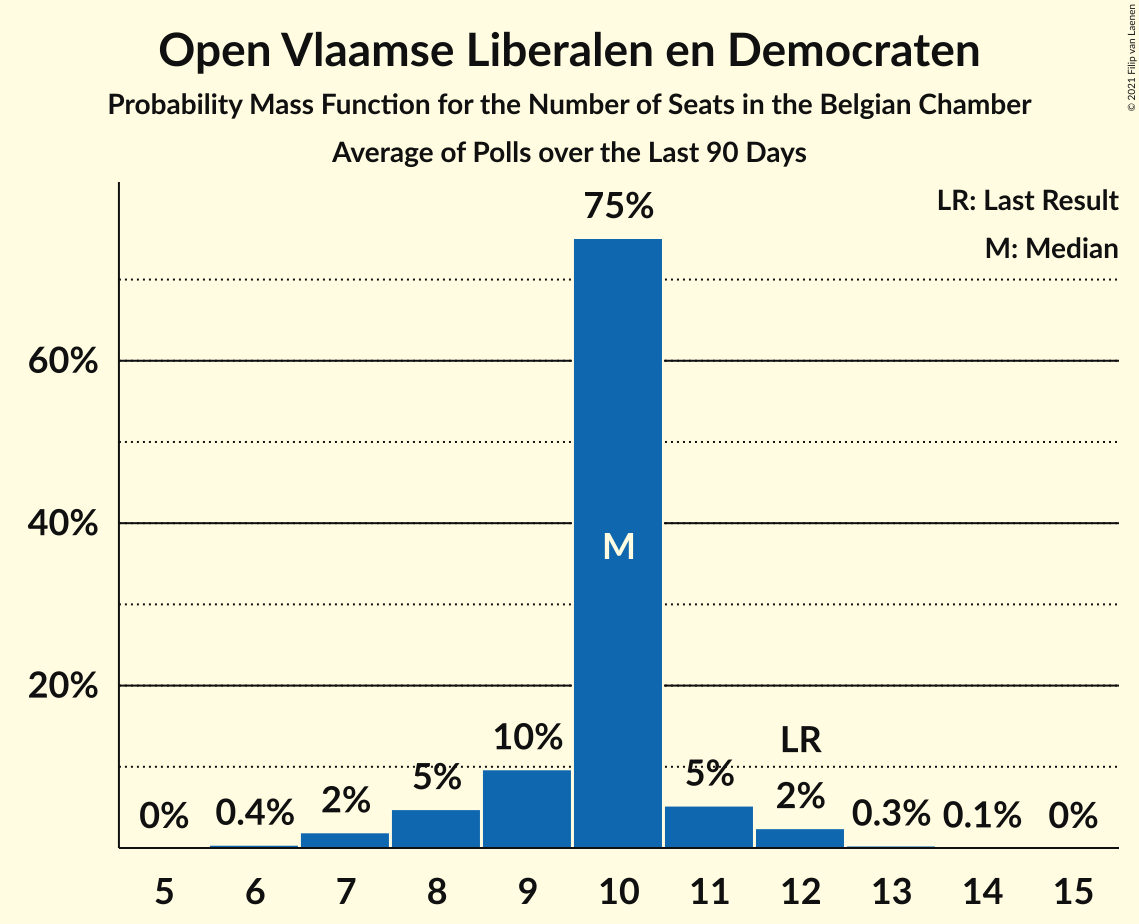 Open Vlaamse Liberalen en Democraten
Probability Mass Function for the Number of Seats in the Belgian Chamber
Average of Polls over the Last 90 Days
© 2021 Filip van Laenen
LR: Last Result
M: Median
75%
60%
40%
M
20%
10%
LR
5%
5%
2%
2%
0%
0.4%
0.3%
0.1%
0%
5 6 7 8 9 10 11 12 13 14 15